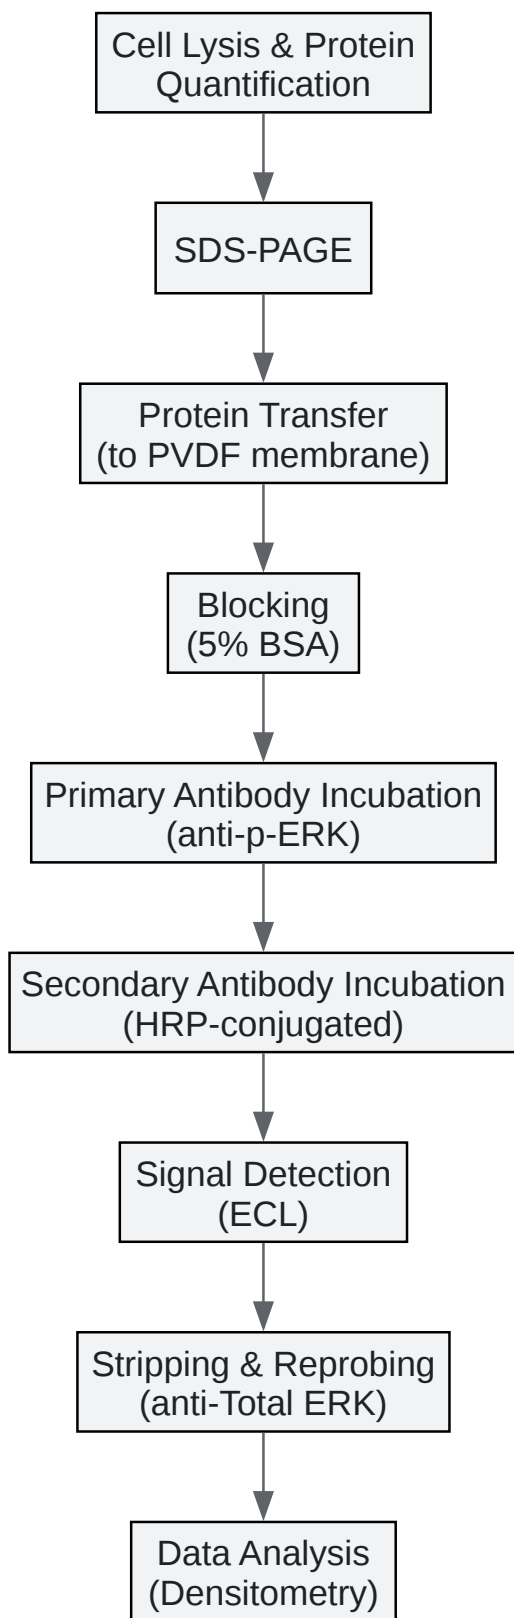 Cell Lysis & Protein
Quantification
SDS-PAGE
Protein Transfer
(to PVDF membrane)
Blocking
(5% BSA)
Primary Antibody Incubation
(anti-p-ERK)
Secondary Antibody Incubation
(HRP-conjugated)
Signal Detection
(ECL)
Stripping & Reprobing
(anti-Total ERK)
Data Analysis
(Densitometry)